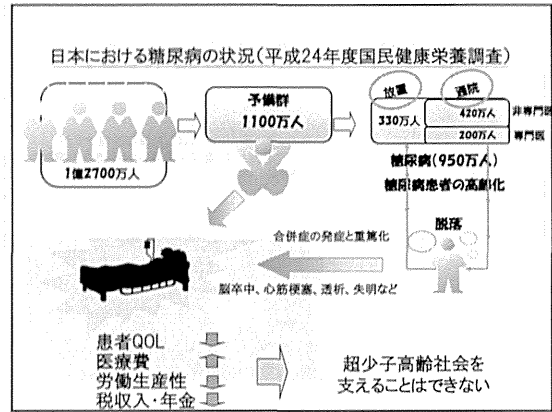 日本における糖尿病の状況(平成24年度国民健康栄養調査)
予備群
1100万人
1億2700万人
放置
通院
330万人
420万人
非専門医
200万人
専門医
糖尿病(950万人)
糖尿病患者の高齢化
脱落
合併症の発症と重篤化
脳卒中、心筋梗塞、透析、失明など
患者QOL
医療費
労働生産性
税収入・年金
超少子高齢社会を
支えることはできない